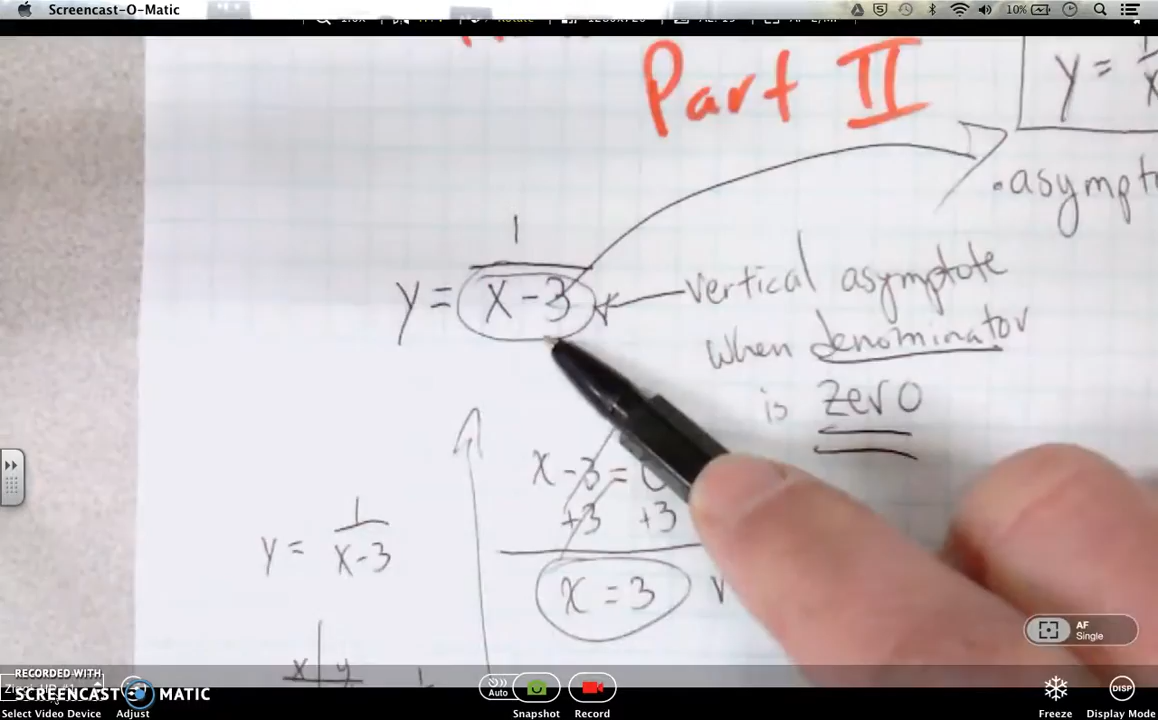 Screencast-O-Matic
10%
Part II
y =
asympt
1
y = x-3
vertical asymptote
when denominator
is zero
x-3=0
+3 +3
x = 3
1
y = x-3
x y
AF
Single
RECORDED WITH
SCREENCAST MATIC
Auto
Select Video Device
Adjust
Snapshot
Record
Freeze
Display Mode
DISP